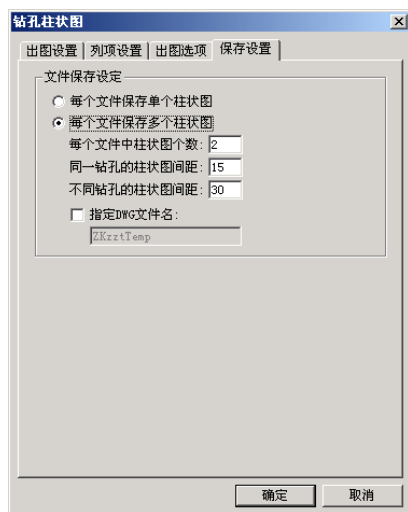 钻孔柱状图
出图设置 列项设置 出图选项 保存设置
文件保存设定
每个文件保存单个柱状图
每个文件保存多个柱状图
每个文件中柱状图个数: 2
同一钻孔的柱状图间距: 15
不同钻孔的柱状图间距: 30
指定DWG文件名:
ZKzztTemp
确定 取消